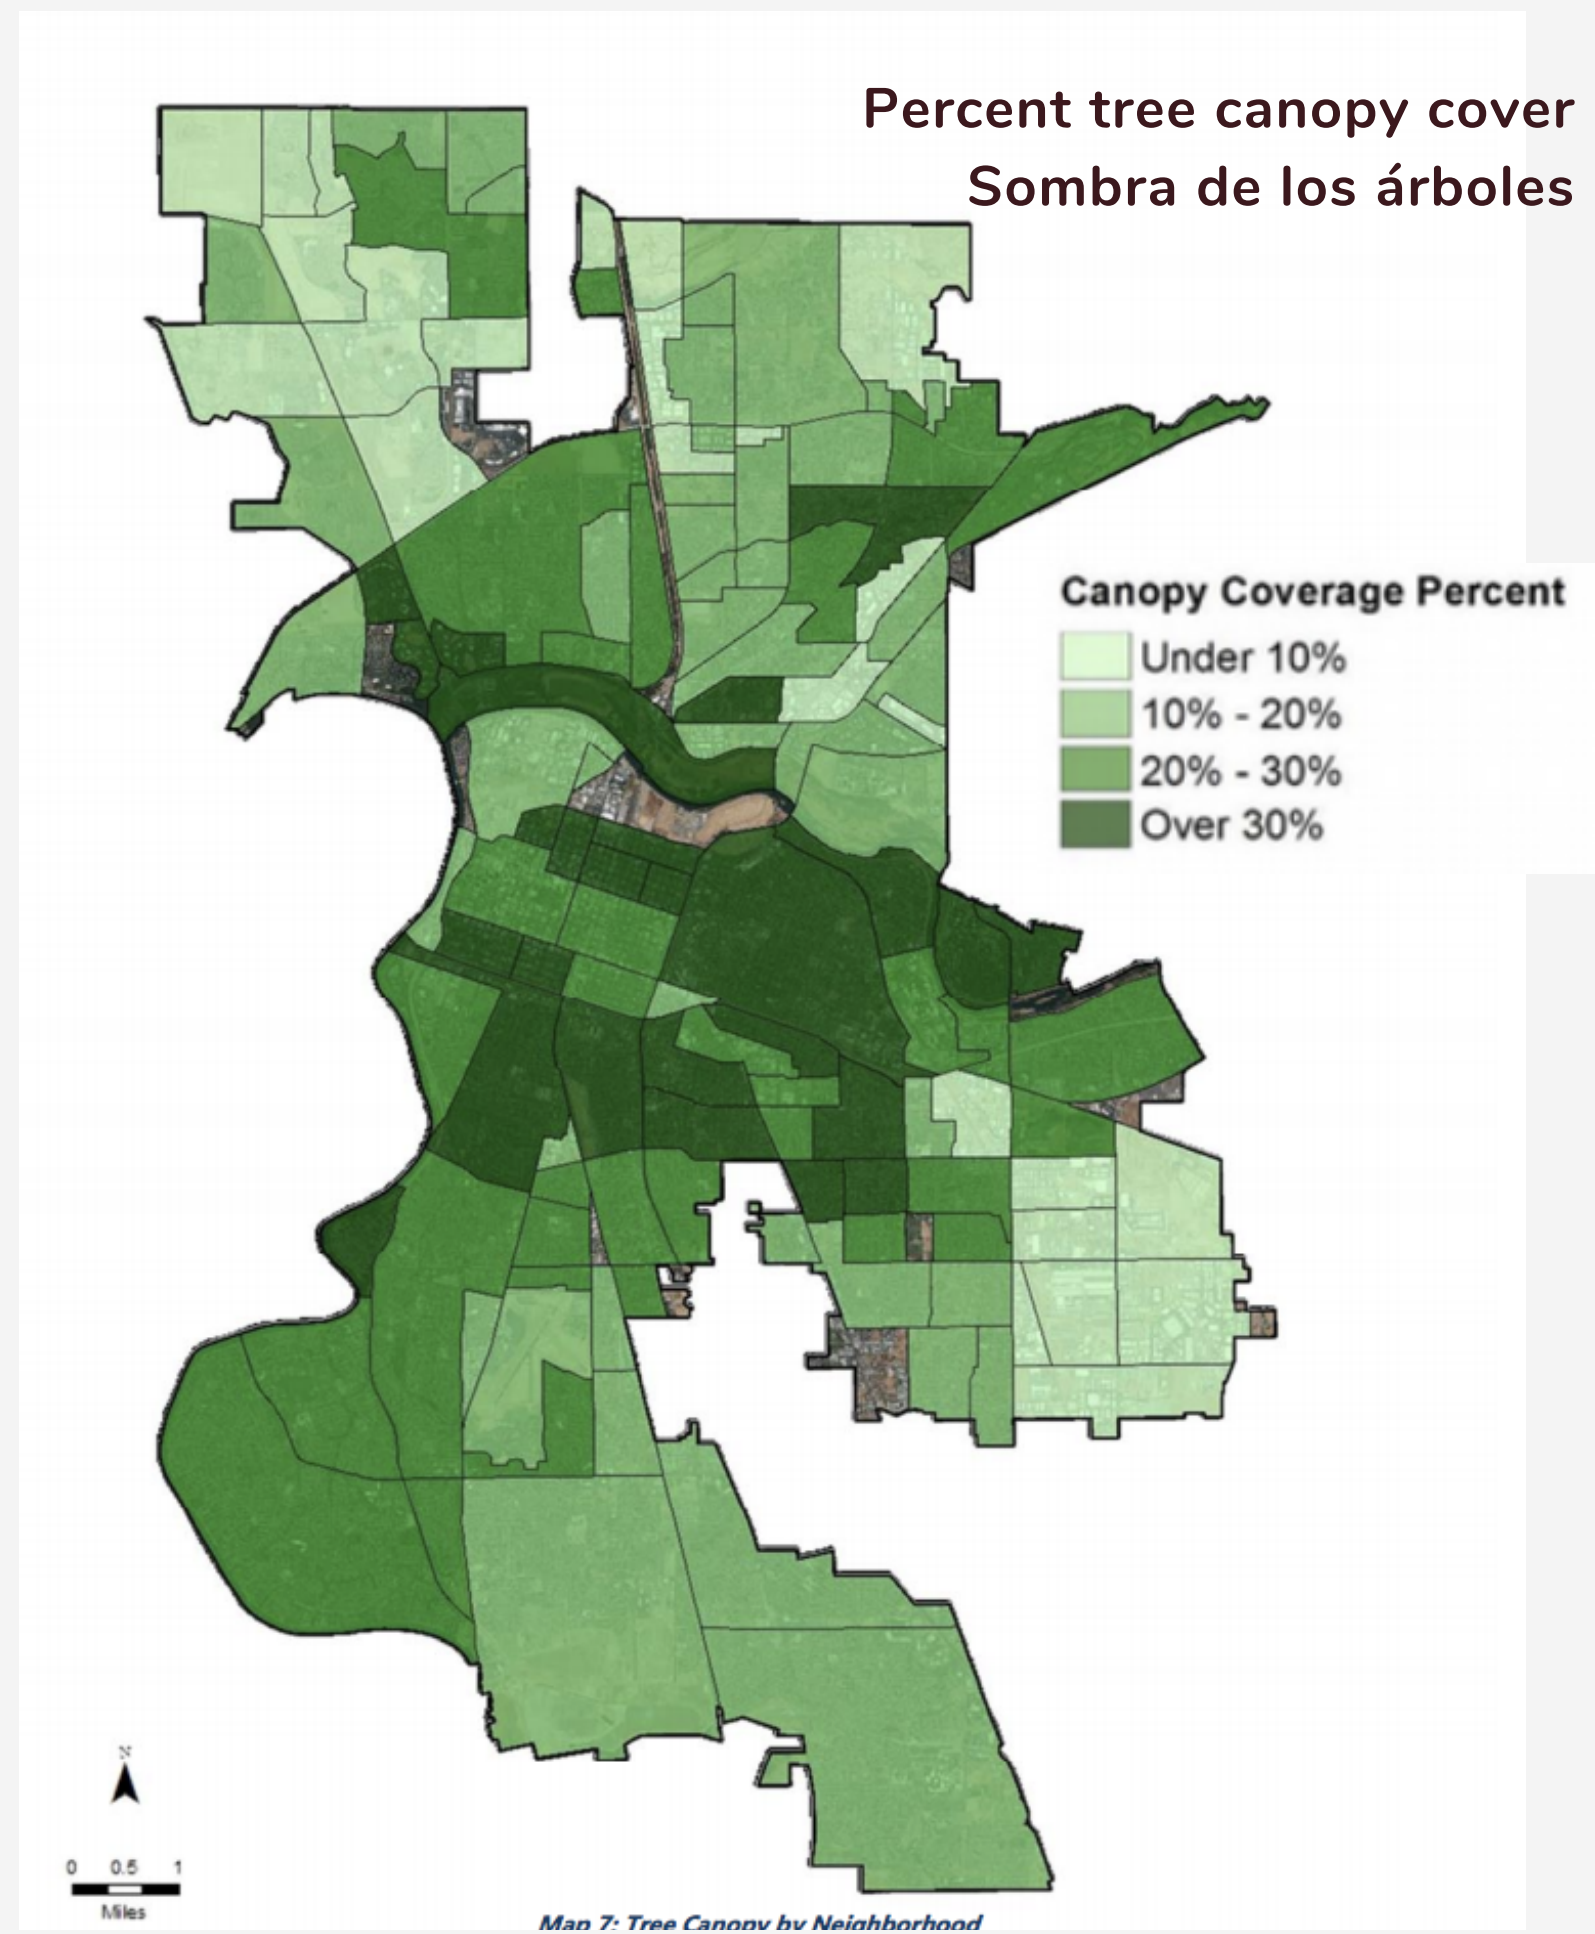 Percent tree canopy cover
Sombra de los árboles
Canopy Coverage Percent
Under 10%
10% - 20%
20% - 30%
Over 30%
N
0 0.5 1
Miles
Map 7: Tree Canopy by Neighborhood